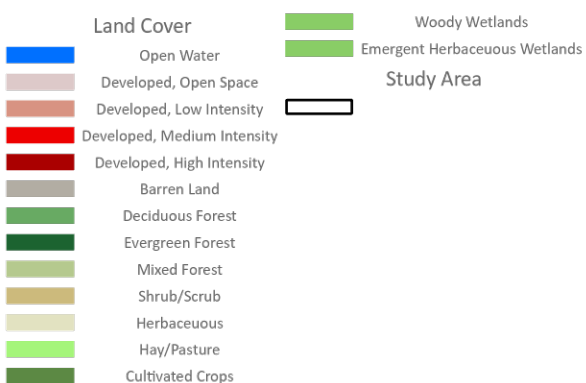 Land Cover
Open Water
Developed, Open Space
Developed, Low Intensity
Developed, Medium Intensity
Developed, High Intensity
Barren Land
Deciduous Forest
Evergreen Forest
Mixed Forest
Shrub/Scrub
Herbaceuous
Hay/Pasture
Cultivated Crops
Woody Wetlands
Emergent Herbaceuous Wetlands
Study Area